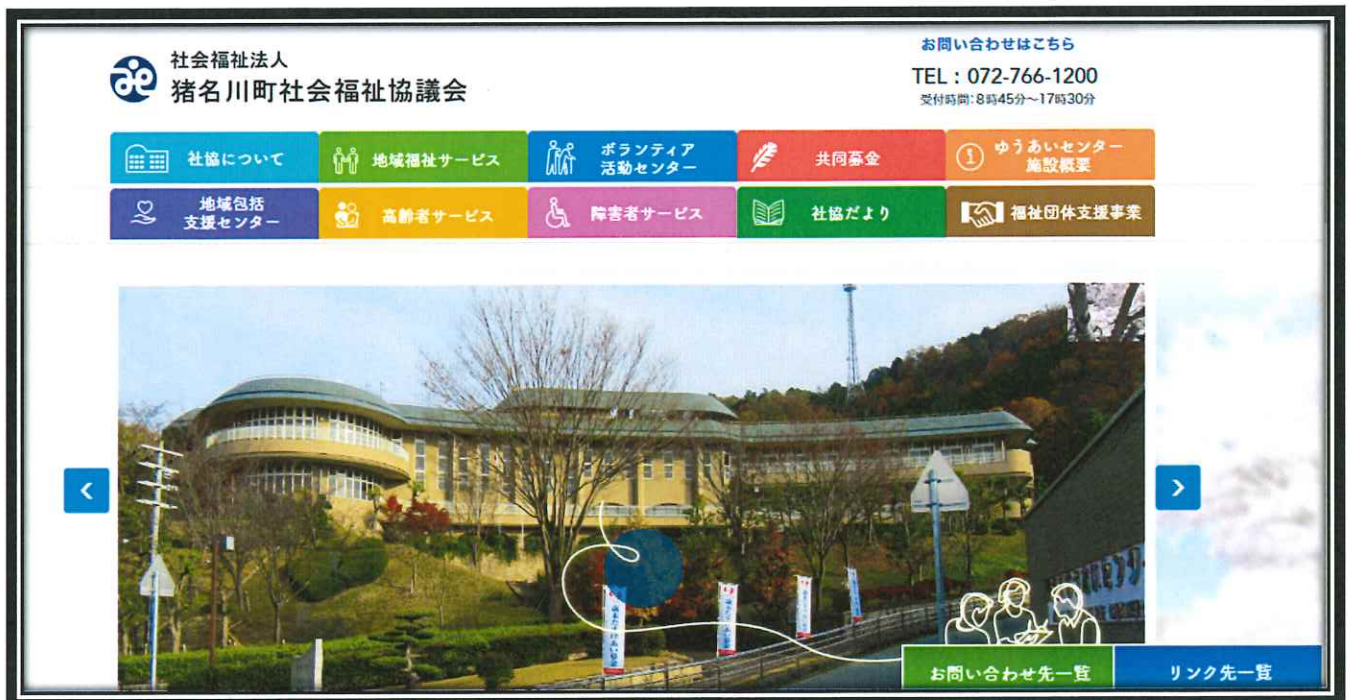 社会福祉法人
猪名川町社会福祉協議会
お問い合わせはこちら
TEL：072-766-1200
受付時間：8時45分～17時30分
社協について
地域福祉サービス
ボランティア
活動センター
共同募金
ゆうあいセンター
施設概要
地域包括
支援センター
高齢者サービス
障害者サービス
社協だより
福祉団体支援事業
お問い合わせ先一覧
リンク先一覧